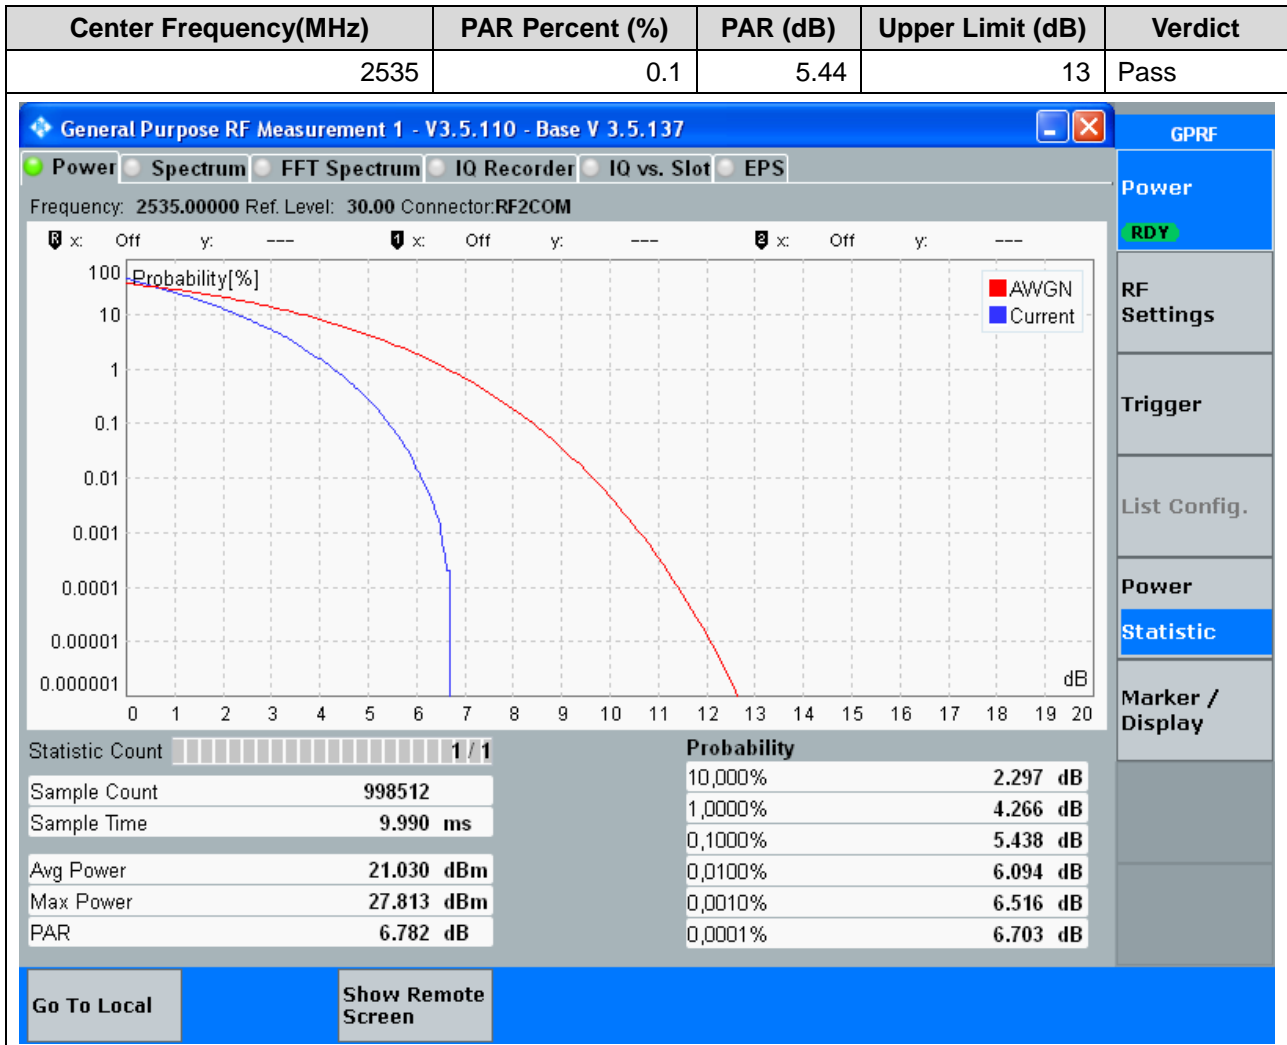 Center Frequency(MHz) PAR Percent (%) PAR (dB) Upper Limit (dB) Verdict
2535 0.1 5.44 13 Pass
General Purpose RF Measurement 1 - V3.5.110 - Base V 3.5.137
GPRF
Power Spectrum FFT Spectrum IQ Recorder IQ vs. Slot EPS
Power
RDY
Frequency: 2535.00000 Ref. Level: 30.00 Connector:RF2COM
R x: Off y: --- 1 x: Off y: --- 2 x: Off y: ---
Probability[%]
AWGN
Current
100
10
1
0.1
0.01
0.001
0.0001
0.00001
0.000001
dB
0 1 2 3 4 5 6 7 8 9 10 11 12 13 14 15 16 17 18 19 20
RF
Settings
Trigger
List Config.
Power
Statistic
Marker /
Display
Statistic Count 1 / 1
Sample Count 998512
Sample Time 9.990 ms
Avg Power 21.030 dBm
Max Power 27.813 dBm
PAR 6.782 dB
Probability
10,000% 2.297 dB
1,0000% 4.266 dB
0,1000% 5.438 dB
0,0100% 6.094 dB
0,0010% 6.516 dB
0,0001% 6.703 dB
Go To Local
Show Remote
Screen